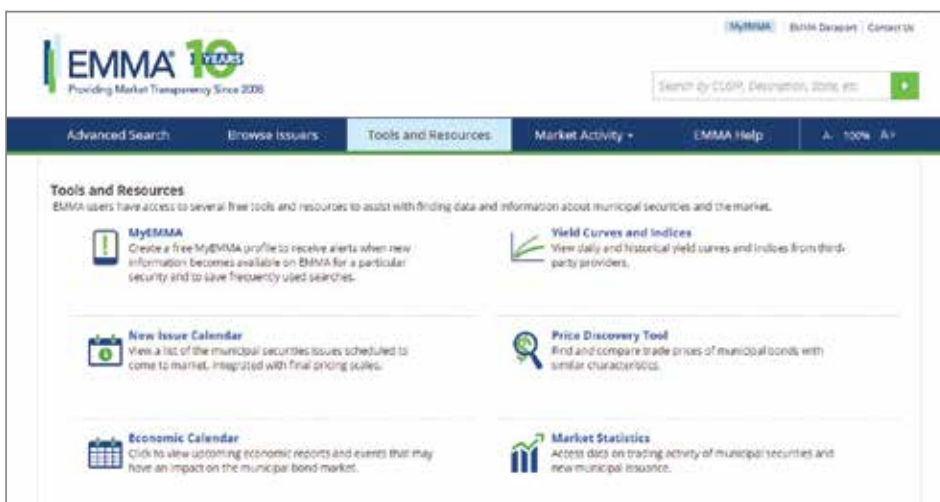 MyEMMA | EMMA Dataport | Contact Us
EMMA® 10 YEARS
Providing Market Transparency Since 2008
Search by CUSIP, Description, State, etc.
Advanced Search Browse Issuers Tools and Resources Market Activity EMMA Help A- 100% A+
Tools and Resources
EMMA users have access to several free tools and resources to assist with finding data and information about municipal securities and the market.
MyEMMA
Create a free MyEMMA profile to receive alerts when new
information becomes available on EMMA for a particular
security and to save frequently used searches.
Yield Curves and Indices
View daily and historical yield curves and indices from third-
party providers.
New Issue Calendar
View a list of the municipal securities issues scheduled to
come to market, integrated with final pricing scales.
Price Discovery Tool
Find and compare trade prices of municipal bonds with
similar characteristics.
Economic Calendar
Click to view upcoming economic reports and events that may
have an impact on the municipal bond market.
Market Statistics
Access data on trading activity of municipal securities and
new municipal issuance.